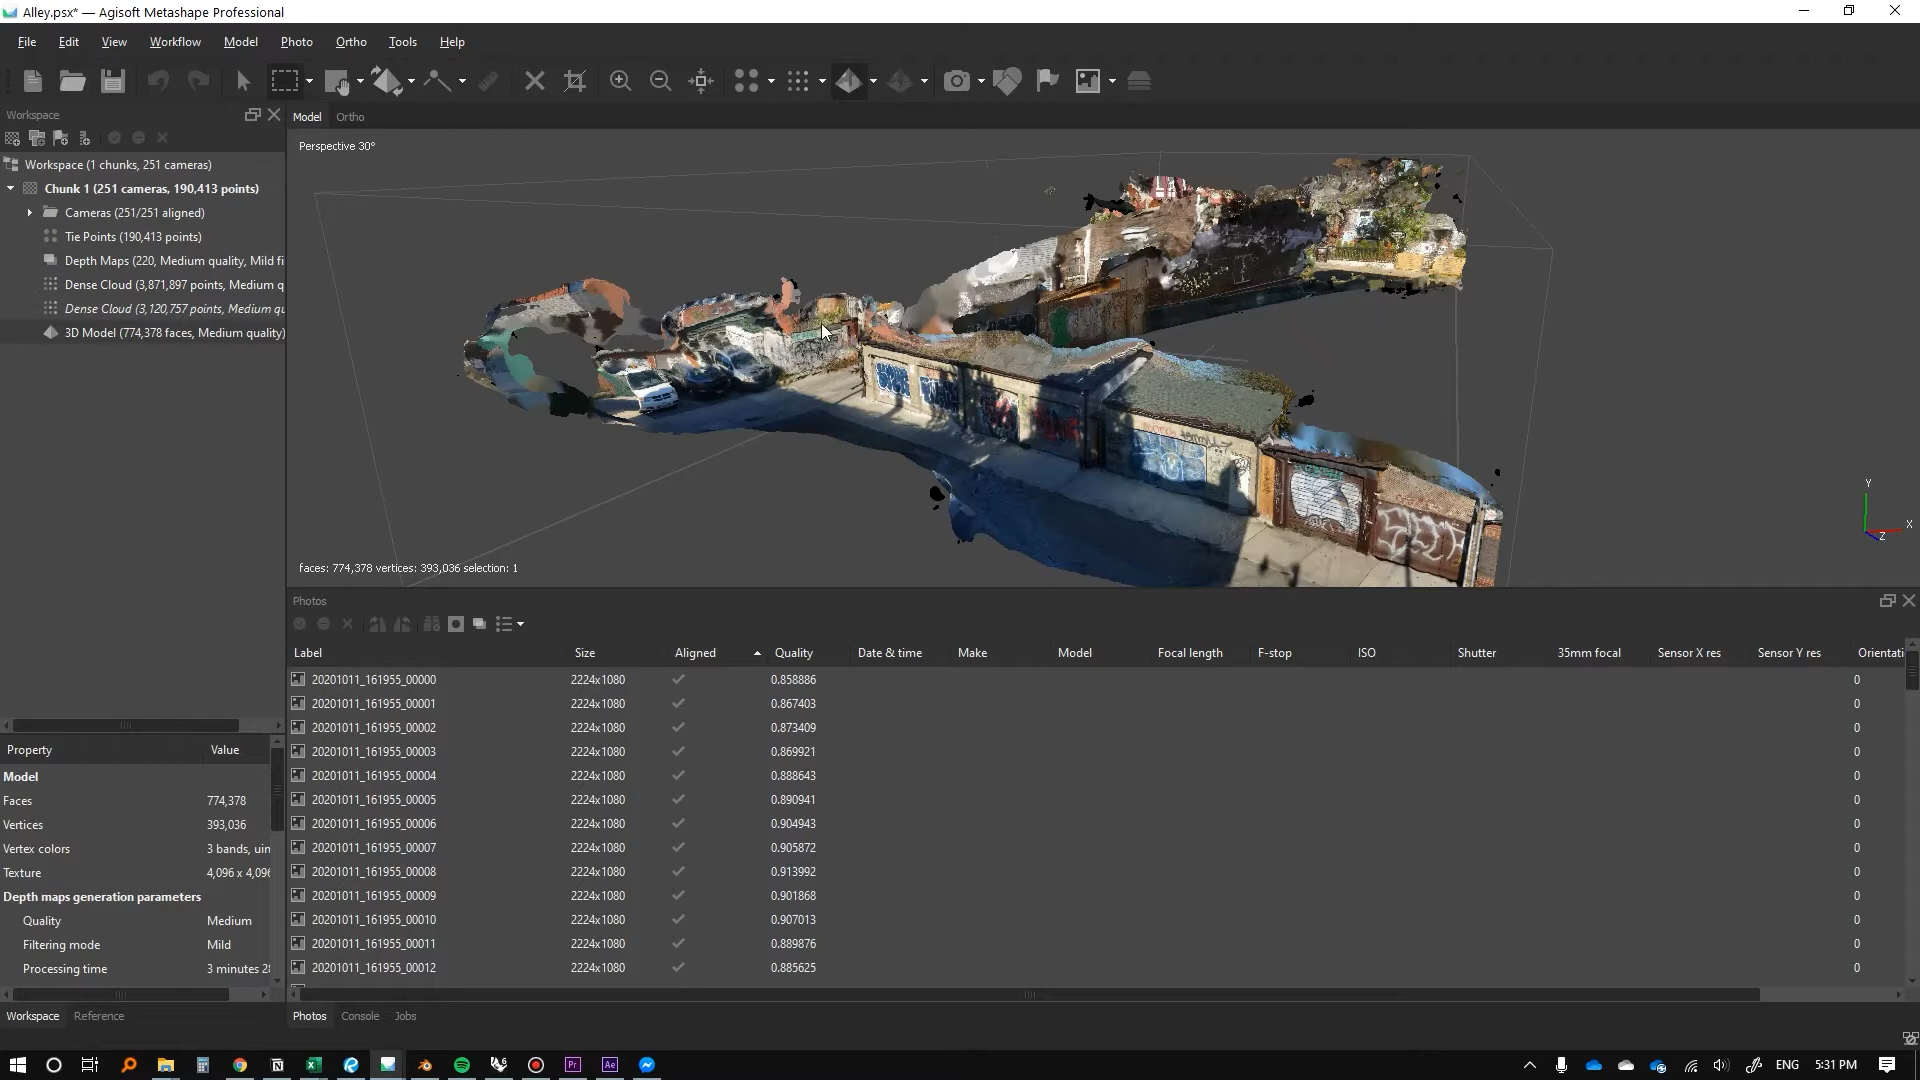 Alley.psx* — Agisoft Metashape Professional
File Edit View Workflow Model Photo Ortho Tools Help
Workspace
Model Ortho
Perspective 30°
Workspace (1 chunks, 251 cameras)
Chunk 1 (251 cameras, 190,413 points)
Cameras (251/251 aligned)
Tie Points (190,413 points)
Depth Maps (220, Medium quality, Mild fi
Dense Cloud (3,871,897 points, Medium q
Dense Cloud (3,120,757 points, Medium qu
3D Model (774,378 faces, Medium quality)
Y
X
Z
faces: 774,378 vertices: 393,036 selection: 1
Photos
Label Size Aligned Quality Date & time Make Model Focal length F-stop ISO Shutter 35mm focal Sensor X res Sensor Y res Orientati
20201011_161955_00000 2224x1080 0.858886 0
20201011_161955_00001 2224x1080 0.867403 0
20201011_161955_00002 2224x1080 0.873409 0
20201011_161955_00003 2224x1080 0.869921 0
20201011_161955_00004 2224x1080 0.888643 0
20201011_161955_00005 2224x1080 0.890941 0
20201011_161955_00006 2224x1080 0.904943 0
20201011_161955_00007 2224x1080 0.905872 0
20201011_161955_00008 2224x1080 0.913992 0
20201011_161955_00009 2224x1080 0.901868 0
20201011_161955_00010 2224x1080 0.907013 0
20201011_161955_00011 2224x1080 0.889876 0
20201011_161955_00012 2224x1080 0.885625 0
Property Value
Model
Faces 774,378
Vertices 393,036
Vertex colors 3 bands, uin
Texture 4,096 x 4,096
Depth maps generation parameters
Quality Medium
Filtering mode Mild
Processing time 3 minutes 28
Workspace Reference
Photos Console Jobs
Pr Ae
ENG 5:31 PM